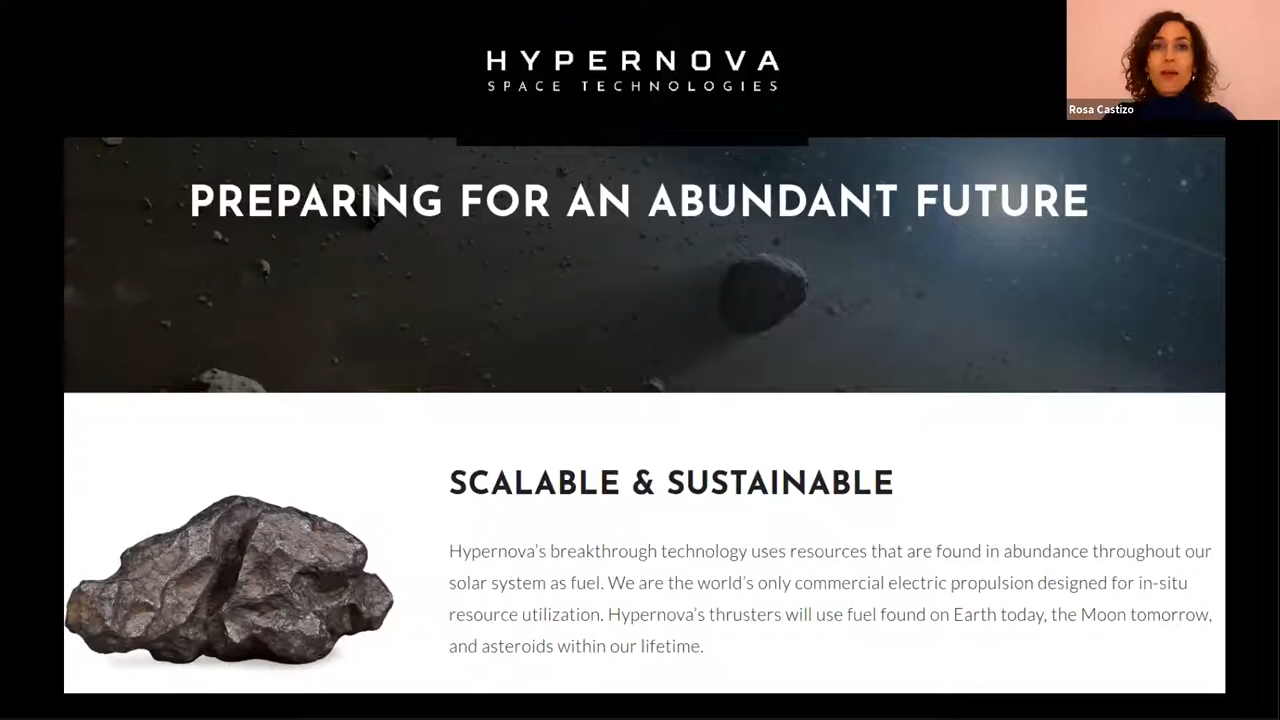 HYPERNOVA
SPACE TECHNOLOGIES
Rosa Castizo
PREPARING FOR AN ABUNDANT FUTURE
SCALABLE & SUSTAINABLE
Hypernova’s breakthrough technology uses resources that are found in abundance throughout our
solar system as fuel. We are the world’s only commercial electric propulsion designed for in-situ
resource utilization. Hypernova’s thrusters will use fuel found on Earth today, the Moon tomorrow,
and asteroids within our lifetime.